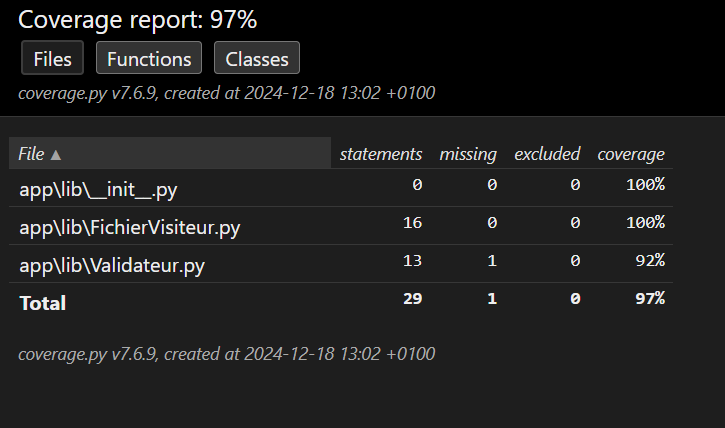 Coverage report: 97%
Files Functions Classes
coverage.py v7.6.9, created at 2024-12-18 13:02 +0100
File ▲ statements missing excluded coverage
app\lib\__init__.py 0 0 0 100%
app\lib\FichierVisiteur.py 16 0 0 100%
app\lib\Validateur.py 13 1 0 92%
Total 29 1 0 97%
coverage.py v7.6.9, created at 2024-12-18 13:02 +0100